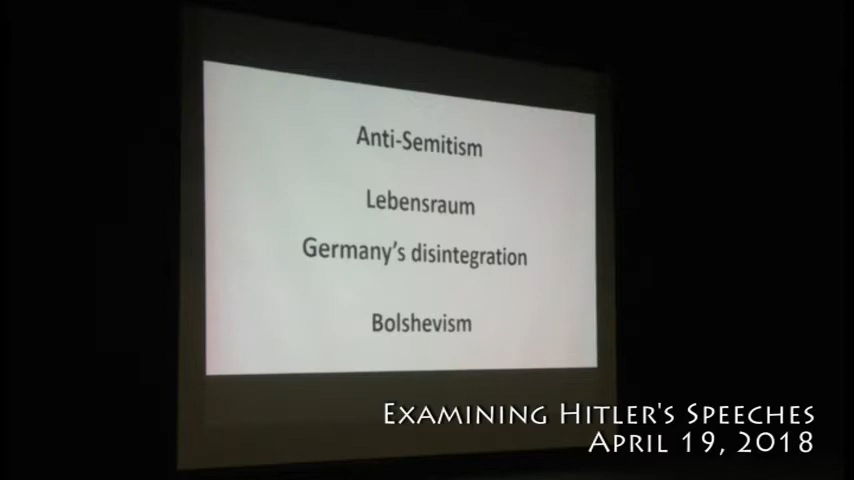 Anti-Semitism
Lebensraum
Germany's disintegration
Bolshevism
Examining Hitler's Speeches
April 19, 2018